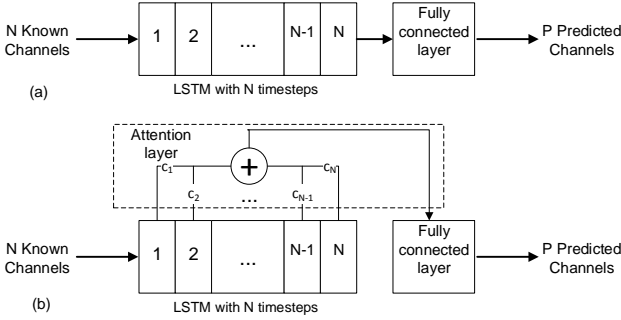 N Known
Channels
1 2 ... N-1 N
Fully
connected
layer
P Predicted
Channels
LSTM with N timesteps
(a)
Attention
layer
+
c1
cN
c2
...
cN-1
N Known
Channels
1 2 ... N-1 N
Fully
connected
layer
P Predicted
Channels
LSTM with N timesteps
(b)